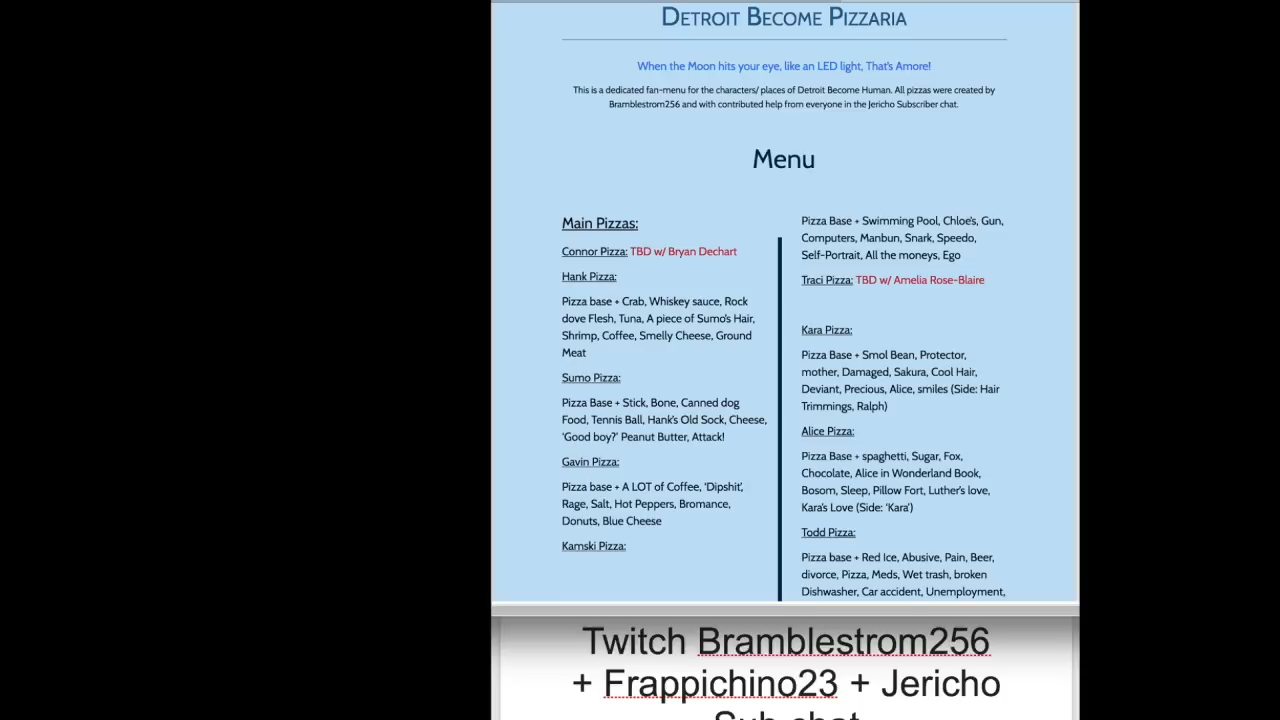 Detroit Become Pizzaria
When the Moon hits your eye, like an LED light, That's Amore!
This is a dedicated fan-menu for the characters/ places of Detroit Become Human. All pizzas were created by
Bramblestrom256 and with contributed help from everyone in the Jericho Subscriber chat.
Menu
Main Pizzas:
Connor Pizza: TBD w/ Bryan Dechart
Hank Pizza:
Pizza base + Crab, Whiskey sauce, Rock
dove Flesh, Tuna, A piece of Sumo's Hair,
Shrimp, Coffee, Smelly Cheese, Ground
Meat
Sumo Pizza:
Pizza Base + Stick, Bone, Canned dog
Food, Tennis Ball, Hank's Old Sock, Cheese,
'Good boy?' Peanut Butter, Attack!
Gavin Pizza:
Pizza base + A LOT of Coffee, 'Dipshit',
Rage, Salt, Hot Peppers, Bromance,
Donuts, Blue Cheese
Kamski Pizza:
Pizza Base + Swimming Pool, Chloe's, Gun,
Computers, Manbun, Snark, Speedo,
Self-Portrait, All the moneys, Ego
Traci Pizza: TBD w/ Amelia Rose-Blaire
Kara Pizza:
Pizza Base + Smol Bean, Protector,
mother, Damaged, Sakura, Cool Hair,
Deviant, Precious, Alice, smiles (Side: Hair
Trimmings, Ralph)
Alice Pizza:
Pizza Base + spaghetti, Sugar, Fox,
Chocolate, Alice in Wonderland Book,
Bosom, Sleep, Pillow Fort, Luther's love,
Kara's Love (Side: 'Kara')
Todd Pizza:
Pizza base + Red Ice, Abusive, Pain, Beer,
divorce, Pizza, Meds, Wet trash, broken
Dishwasher, Car accident, Unemployment,
Twitch Bramblestrom256
+ Frappichino23 + Jericho
Sub chat